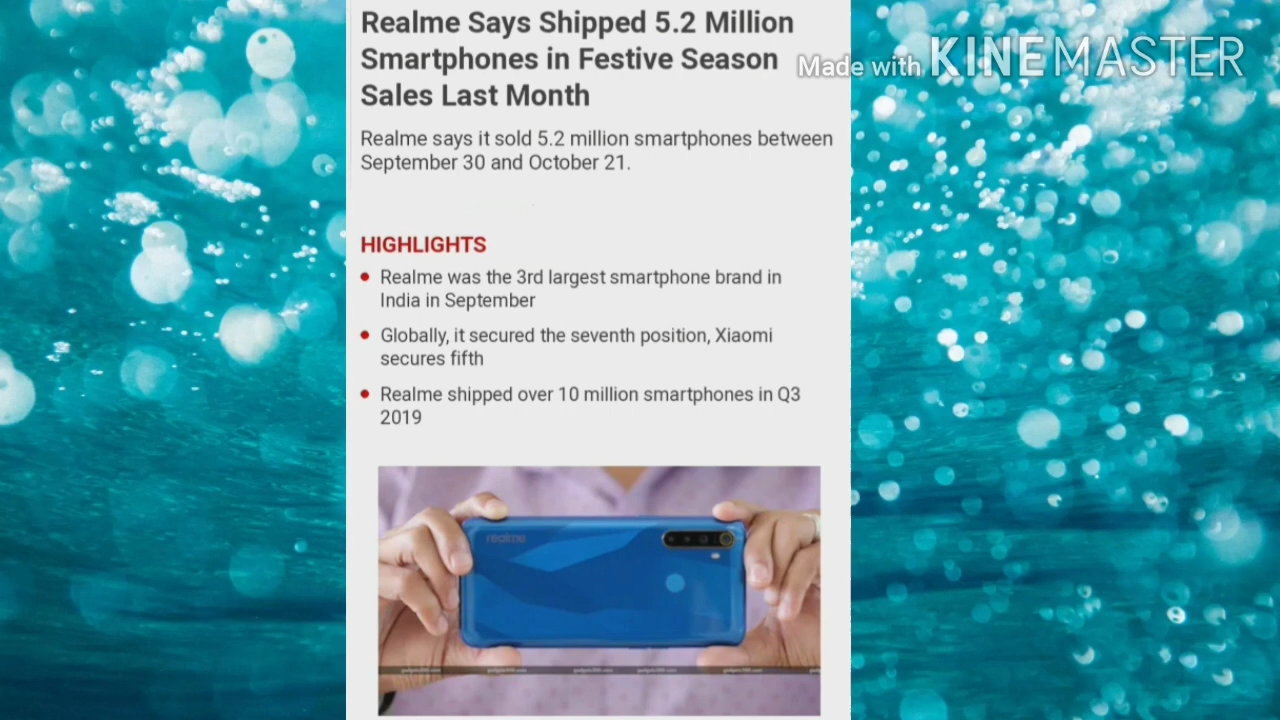 Realme Says Shipped 5.2 Million
Smartphones in Festive Season
Sales Last Month
Made with KINEMASTER
Realme says it sold 5.2 million smartphones between
September 30 and October 21.
HIGHLIGHTS
Realme was the 3rd largest smartphone brand in
India in September
Globally, it secured the seventh position, Xiaomi
secures fifth
Realme shipped over 10 million smartphones in Q3
2019
realme